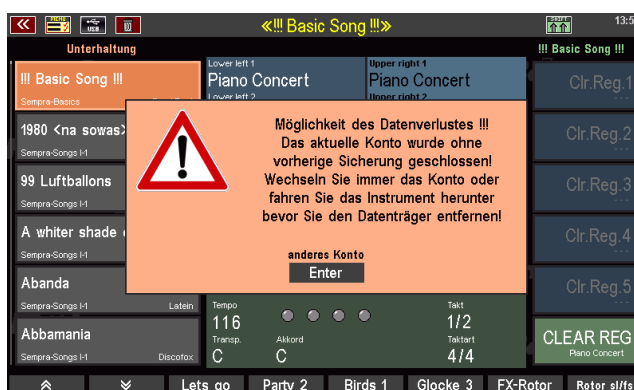 MENU
USB
«!!! Basic Song !!!»
SHIFT
13:5
Unterhaltung
!!! Basic Song !!!
!!! Basic Song !!!
Sempra-Basics
Lower left 1
Piano Concert
Lower left 2
Upper right 1
Piano Concert
Upper right 2
Clr.Reg.1
---
1980 <na sowas>
Sempra-Songs I-1
Clr.Reg.2
---
99 Luftballons
Sempra-Songs I-1
Clr.Reg.3
---
A whiter shade
Sempra-Songs I-1
Clr.Reg.4
---
Abanda
Sempra-Songs I-1
Latein
Clr.Reg.5
---
Abbamania
Sempra-Songs I-1
Discofox
CLEAR REG
Piano Concert
Möglichkeit des Datenverlustes !!!
Das aktuelle Konto wurde ohne
vorherige Sicherung geschlossen!
Wechseln Sie immer das Konto oder
fahren Sie das Instrument herunter
bevor Sie den Datenträger entfernen!
anderes Konto
Enter
Tempo
116
Takt
1/2
Transp.
C
Akkord
C
Taktart
4/4
Lets go
Party 2
Birds 1
Glocke 3
FX-Rotor
Rotor sl/fs